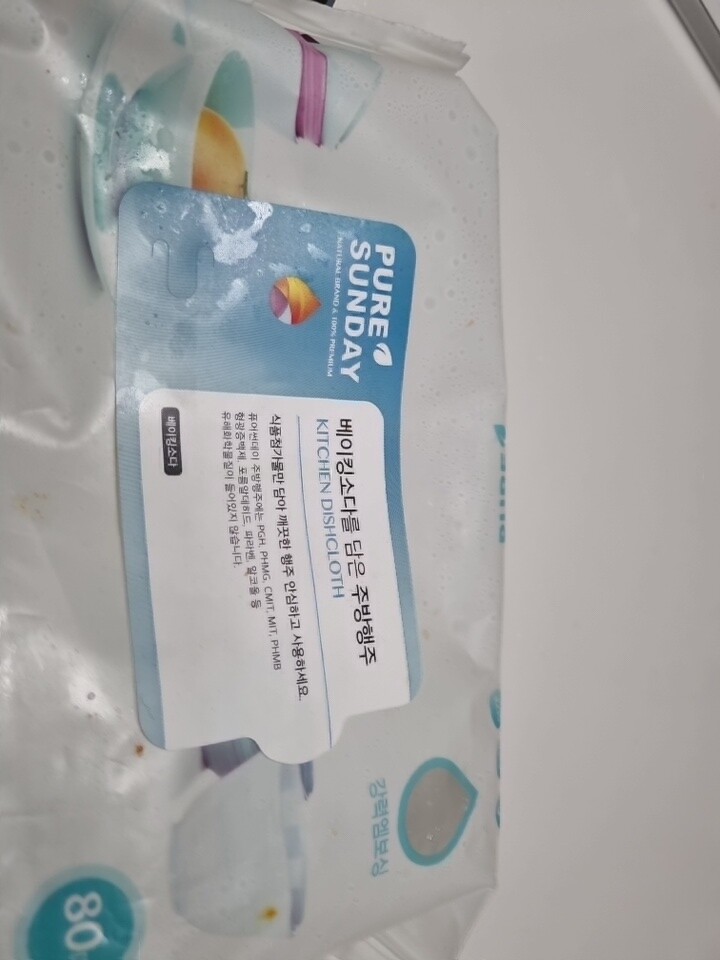 PURE
SUNDAY
NATURAL BRAND & 100% PREMIUM
베이킹소다를 담은 주방행주
KITCHEN DISHCLOTH
식품첨가물만 담아 깨끗한 행주 안심하고 사용하세요.
퓨어썬데이 주방행주에는 PGH, PHMG, CMIT, MIT, PHMB
형광증백제, 포름알데히드, 파라벤, 알코올 등
유해화학물질이 들어있지 않습니다.
베이킹소다
강력엠보싱
80